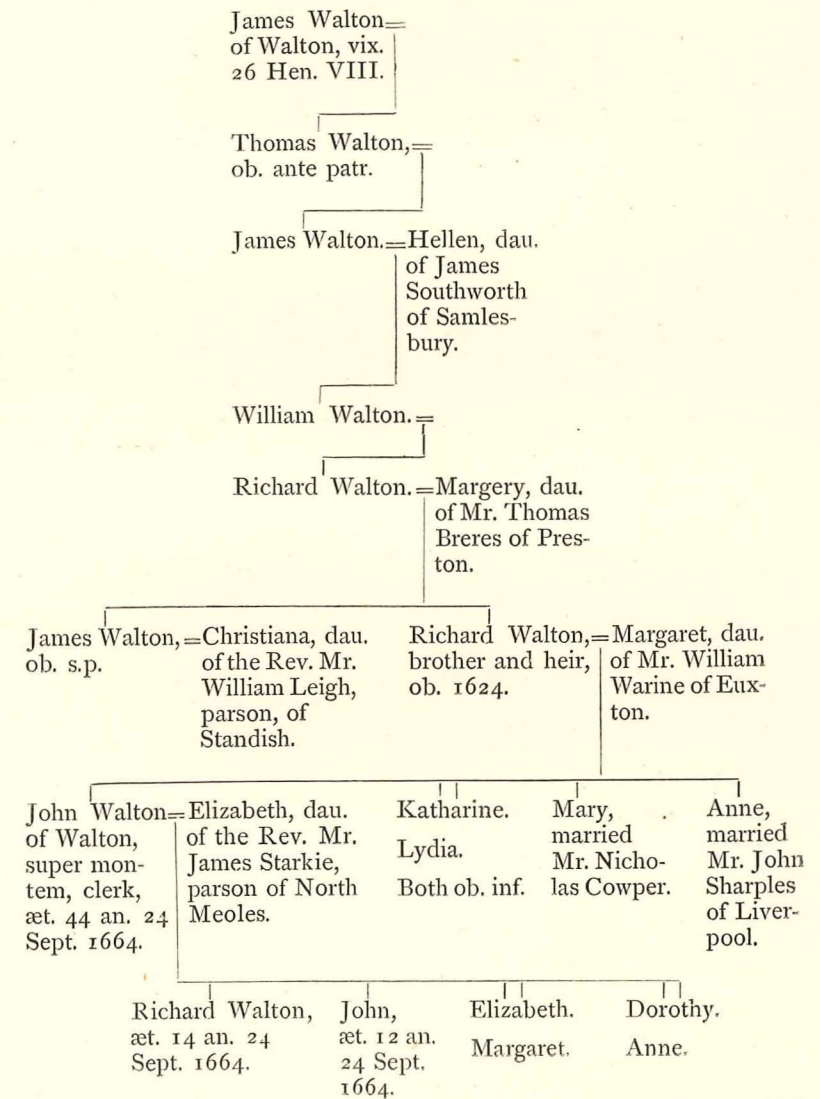 James Walton=
of Walton, vix.
26 Hen. VIII.
Thomas Walton,=
ob. ante patr.
James Walton.=Hellen, dau.
of James
Southworth
of Samles-
bury.
William Walton.=
Richard Walton.=Margery, dau.
of Mr. Thomas
Breres of Pres-
ton.
James Walton,=Christiana, dau.
ob. s.p.
of the Rev. Mr.
William Leigh,
parson, of
Standish.
Richard Walton,=Margaret, dau.
brother and heir,
ob. 1624.
of Mr. William
Warine of Eux-
ton.
John Walton=Elizabeth, dau.
of Walton,
super mon-
tem, clerk,
æt. 44 an. 24
Sept. 1664.
of the Rev. Mr.
James Starkie,
parson of North
Meoles.
Katharine.
Lydia.
Both ob. inf.
Mary,
married
Mr. Nicho-
las Cowper.
Anne,
married
Mr. John
Sharples
of Liver-
pool.
Richard Walton,
æt. 14 an. 24
Sept. 1664.
John,
æt. 12 an.
24 Sept.
1664.
Elizabeth.
Margaret.
Dorothy.
Anne.